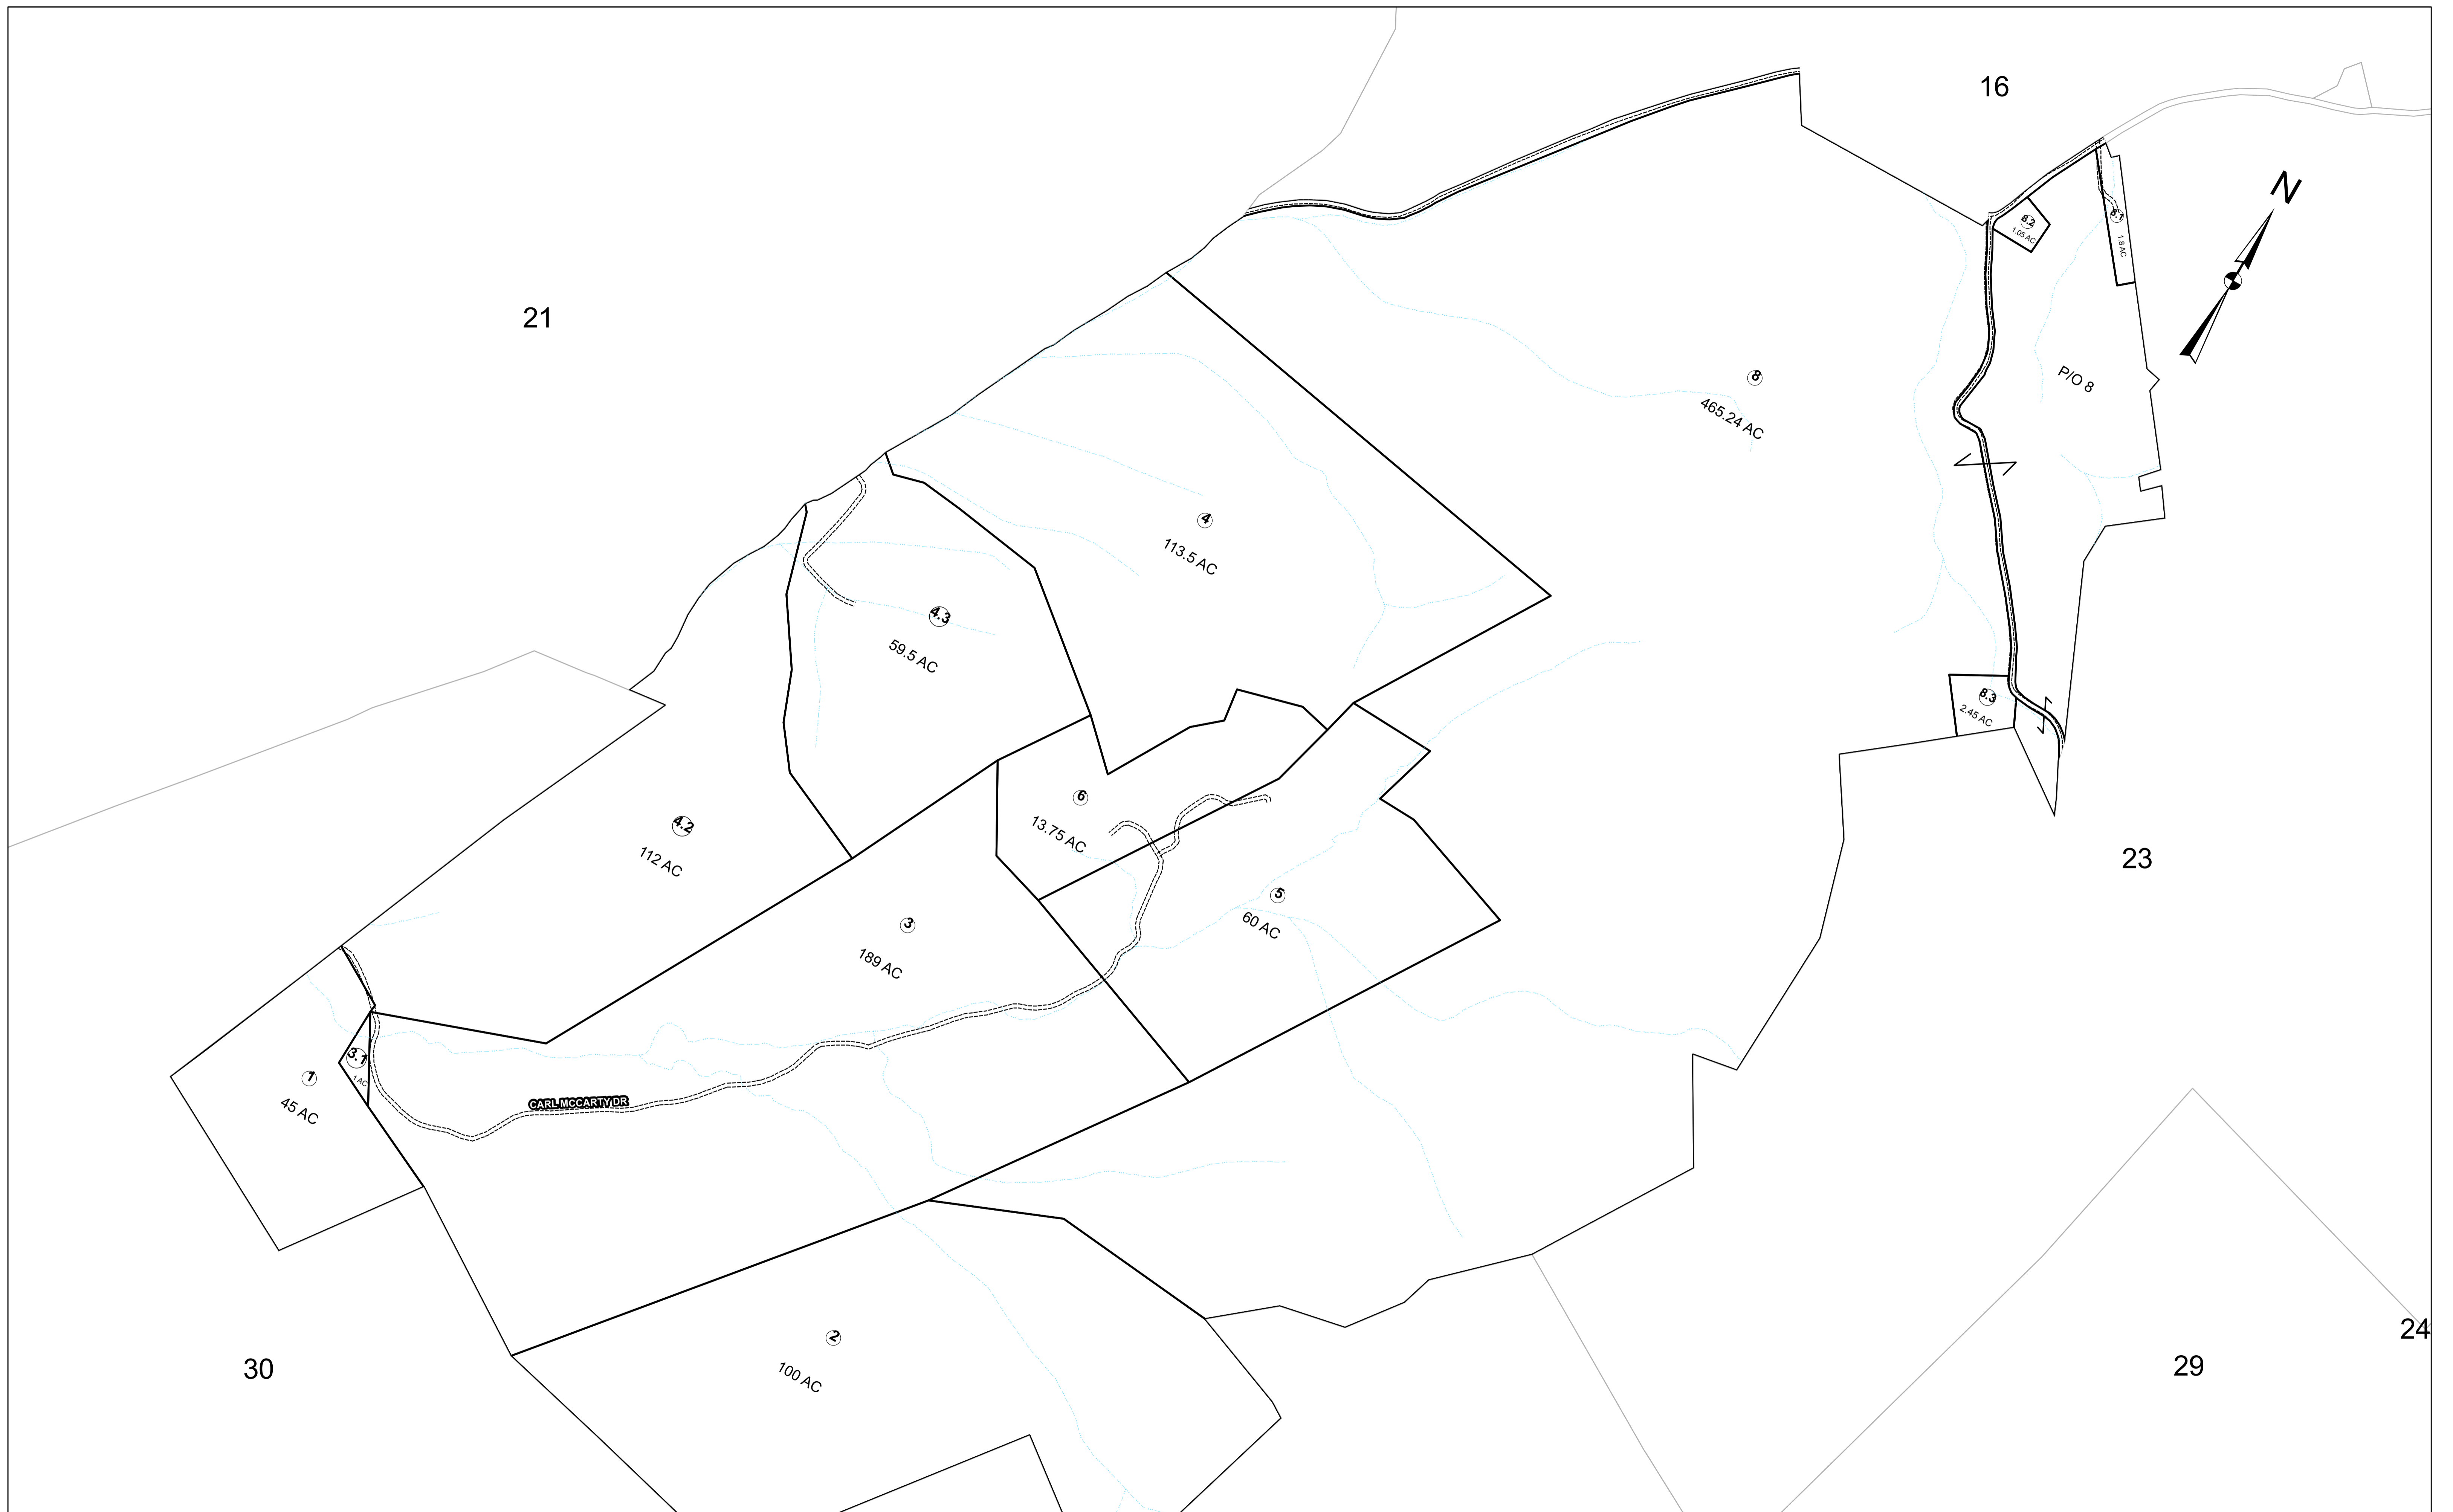 16
N
8.2
1.05 AC
8.1
1.8 AC
21
8
465.24 AC
P/O 8
4
113.5 AC
4.3
59.5 AC
8.3
2.45 AC
6
13.75 AC
4.2
112 AC
23
5
60 AC
3
189 AC
3.1
1 AC
1
45 AC
CARL MCCARTY DR
24
2
100 AC
30
29